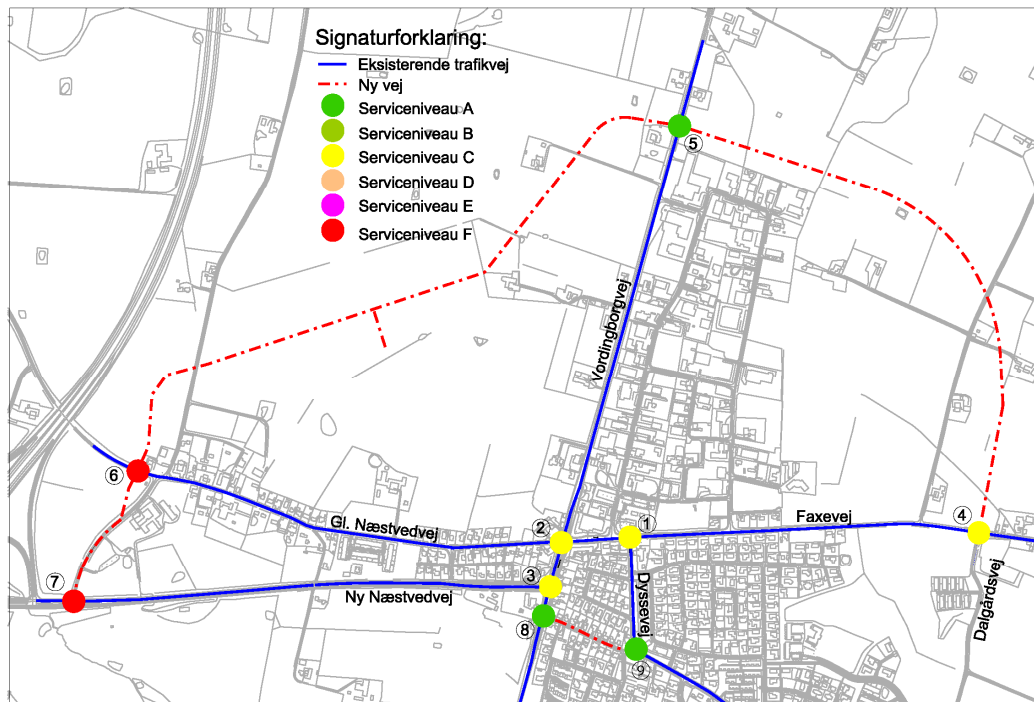 Signaturforklaring:
Eksisterende trafikvej
Ny vej
Serviceniveau A
Serviceniveau B
Serviceniveau C
Serviceniveau D
Serviceniveau E
Serviceniveau F
5
Vordingborgvej
6
Gl. Næstvedvej
2
1
Faxevej
4
7
Ny Næstvedvej
3
Dyssevej
Dalgårdsvej
8
9